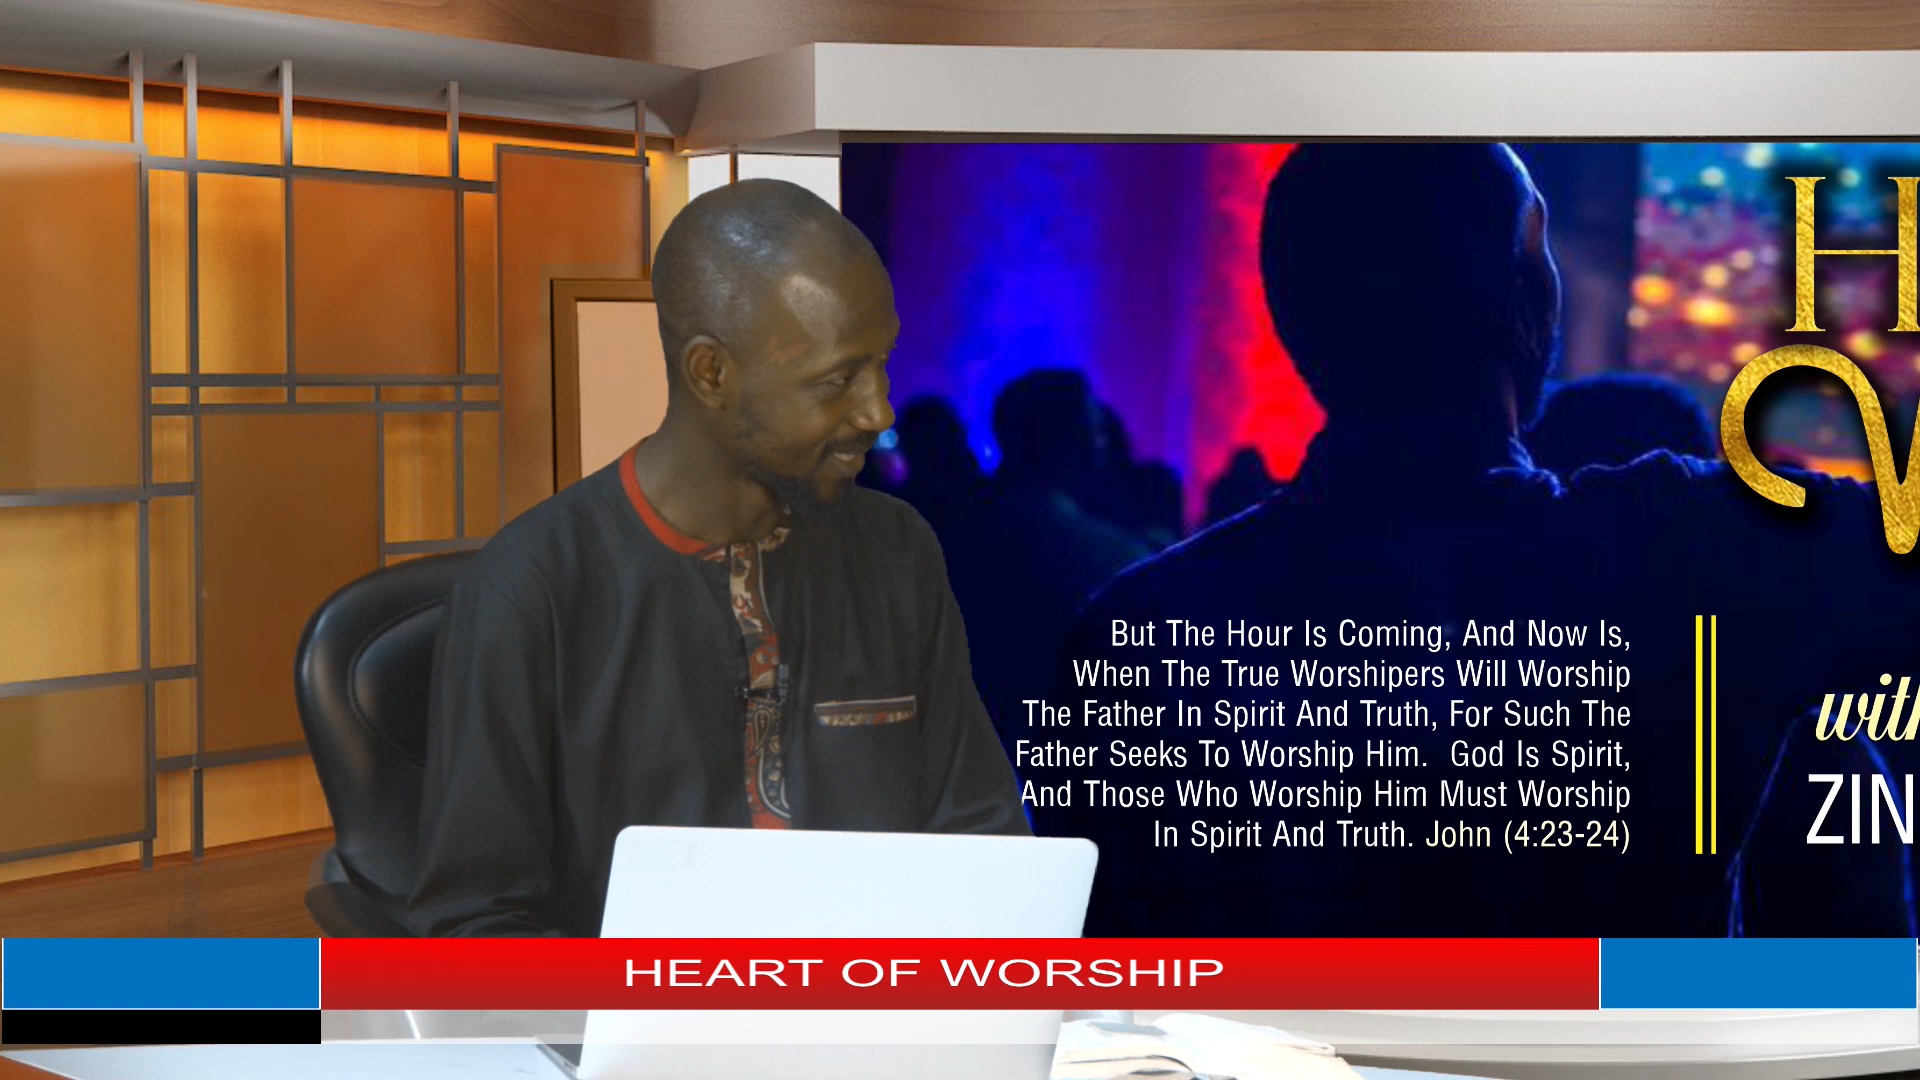 H
W
But The Hour Is Coming, And Now Is,
When The True Worshipers Will Worship
The Father In Spirit And Truth, For Such The
Father Seeks To Worship Him. God Is Spirit,
And Those Who Worship Him Must Worship
In Spirit And Truth. John (4:23-24)
with
ZIN
HEART OF WORSHIP